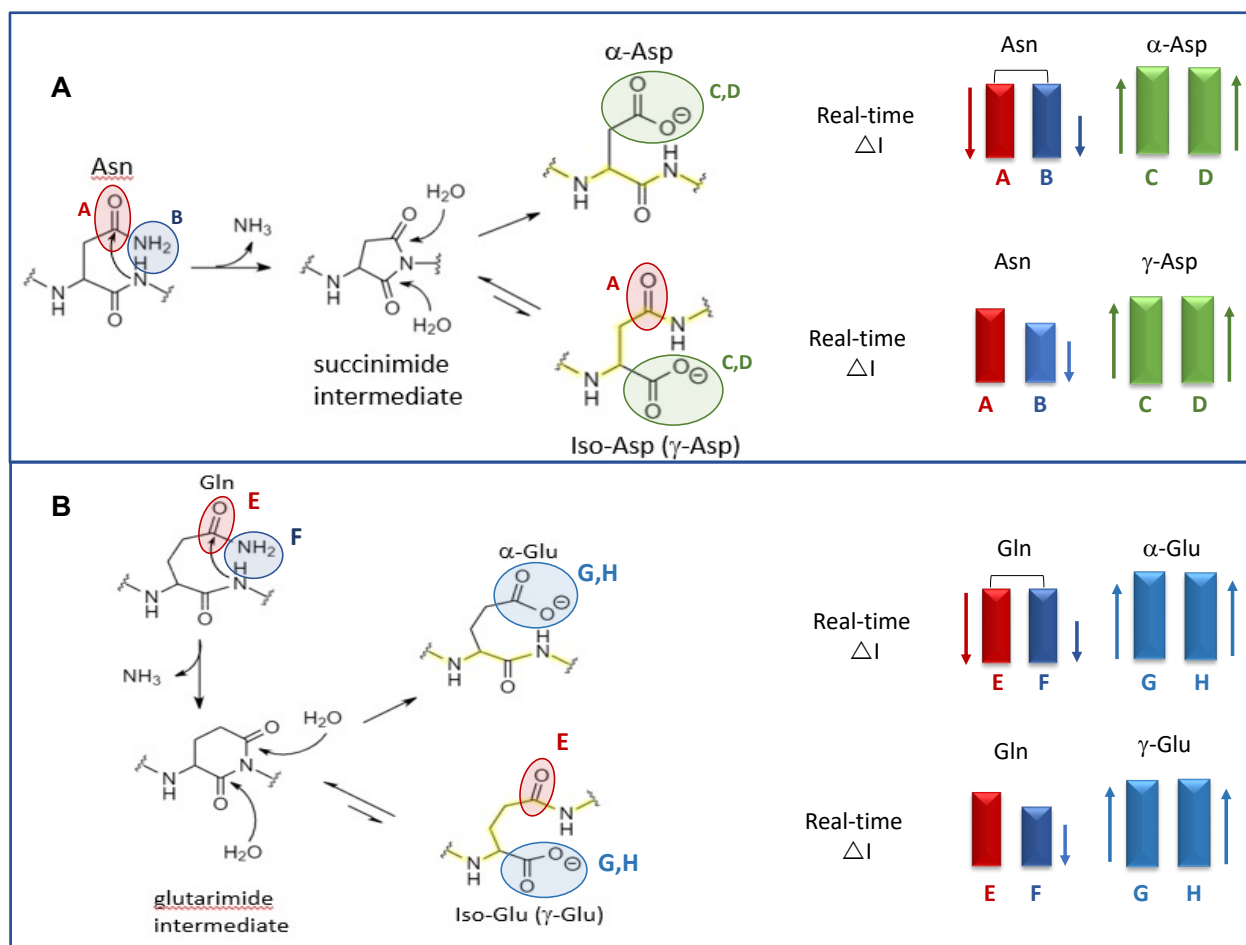 A
Asn
A
O
B
NH2
H
N
N
H
O
NH3
O
N
N
H
O
H2O
H2O
succinimide
intermediate
α-Asp
C,D
O
O⊖
H
N
N
H
O
A
O
N
H
N
H
O⊖
O
C,D
Iso-Asp (γ-Asp)
Real-time
△I
Asn
A
B
α-Asp
C
D
Real-time
△I
Asn
A
B
γ-Asp
C
D
B
Gln
E
O
F
NH2
H
N
N
H
O
NH3
O
N
N
H
O
H2O
H2O
glutarimide
intermediate
α-Glu
G,H
O
O⊖
H
N
N
H
O
E
O
N
H
N
H
O⊖
O
G,H
Iso-Glu (γ-Glu)
Real-time
△I
Gln
E
F
α-Glu
G
H
Real-time
△I
Gln
E
F
γ-Glu
G
H